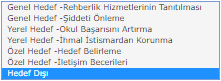 Genel Hedef -Rehberlik Hizmetlerinin Tanıtılması
Genel Hedef -Şiddeti Önleme
Yerel Hedef -Okul Başarısını Artırma
Yerel Hedef -İhmal İstismardan Korunma
Özel Hedef -Hedef Belirleme
Özel Hedef -İletişim Becerileri
Hedef Dışı